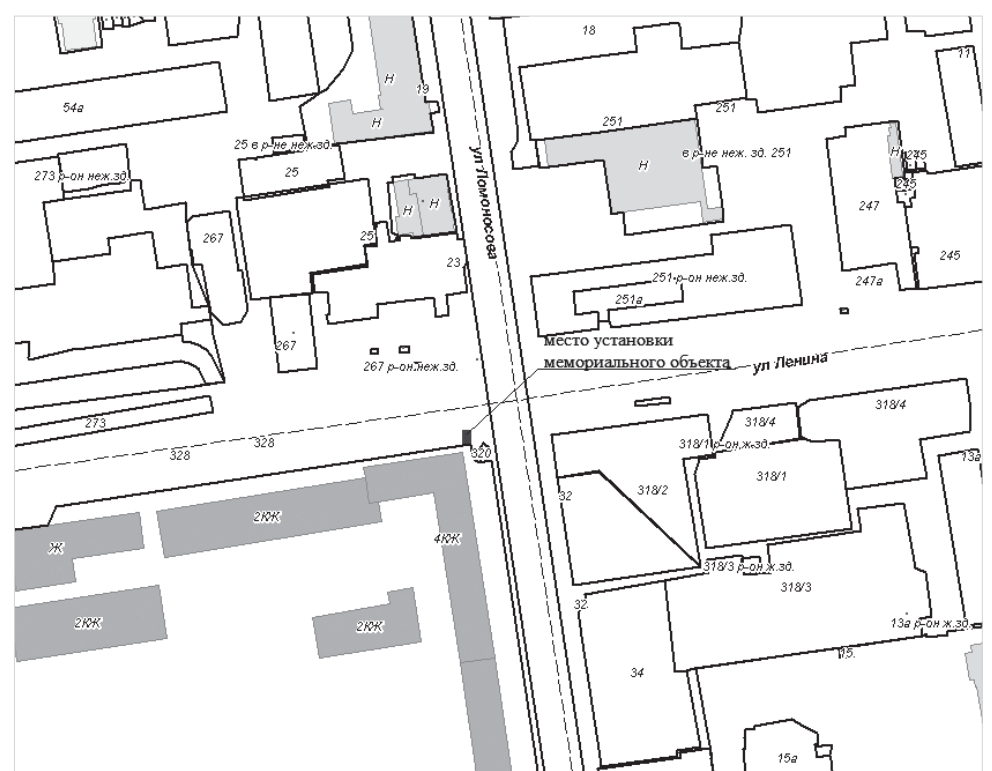 18
11
Н
19
54а
Н
251
251
25 в р-не неж.зд.
Н
в р-не неж. зд. 251
Н
245
25
273 р-он неж.зд.
245
Н
Н
247
267
25
ул Ломоносова
23
245
251 р-он неж.зд.
247а
251а
место установки
267
мемориального объекта
267 р-он.неж.зд.
ул Ленина
318/4
273
318/4
328
318/1 р-он.ж.зд.
328
320
13а
318/1
318/2
32
2КЖ
4КЖ
Ж
318/3 р-он ж.зд.
318/3
32
2КЖ
2КЖ
13а р-он ж.зд.
15
34
15а